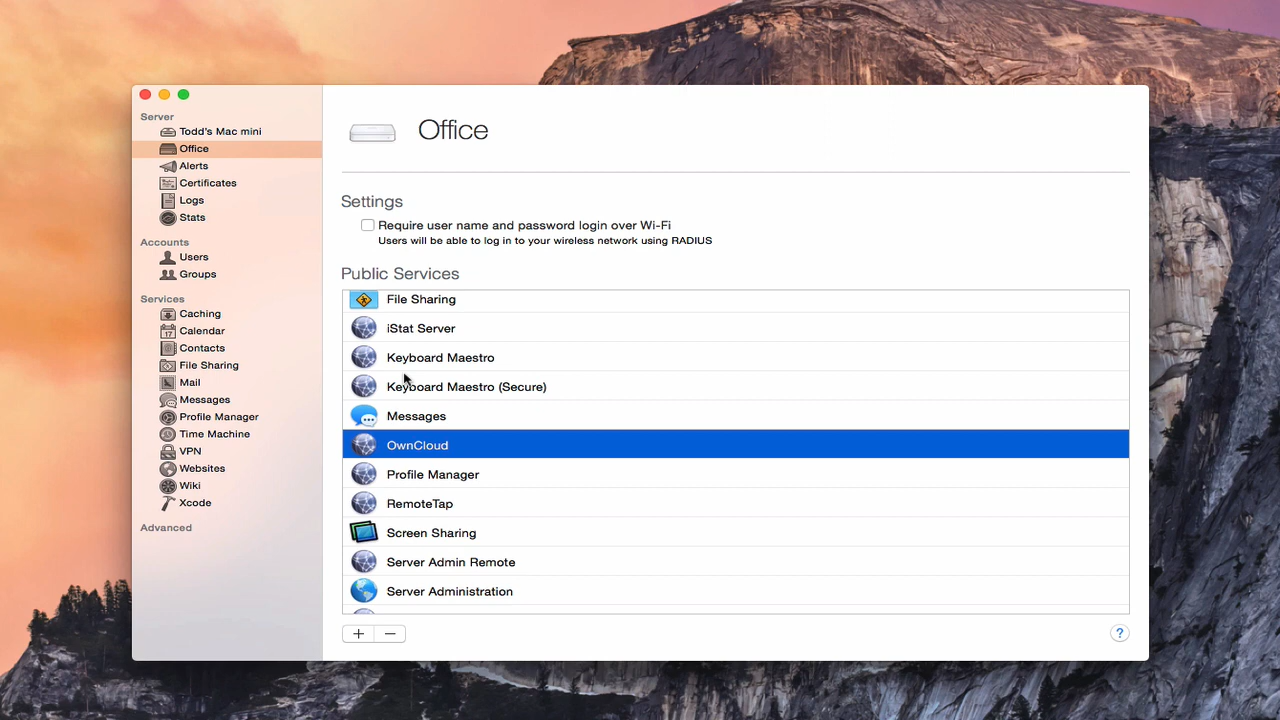 Server
Todd's Mac mini
Office
Alerts
Certificates
Logs
Stats
Accounts
Users
Groups
Services
Caching
Calendar
17
Contacts
File Sharing
Mail
Messages
Profile Manager
Time Machine
VPN
Websites
Wiki
Xcode
Advanced
Office
Settings
Require user name and password login over Wi-Fi
Users will be able to log in to your wireless network using RADIUS
Public Services
File Sharing
iStat Server
Keyboard Maestro
Keyboard Maestro (Secure)
Messages
OwnCloud
Profile Manager
RemoteTap
Screen Sharing
Server Admin Remote
Server Administration
+ −
?